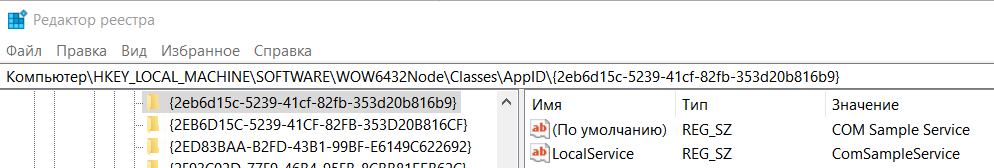 Редактор реестра
Файл Правка Вид Избранное Справка
Компьютер\HKEY_LOCAL_MACHINE\SOFTWARE\WOW6432Node\Classes\AppID\{2eb6d15c-5239-41cf-82fb-353d20b816b9}
{2eb6d15c-5239-41cf-82fb-353d20b816b9}
{2EB6D15C-5239-41CF-82FB-353D20B816CF}
{2ED83BAA-B2FD-43B1-99BF-E6149C622692}
Имя Тип Значение
ab (По умолчанию) REG_SZ COM Sample Service
ab LocalService REG_SZ ComSampleService